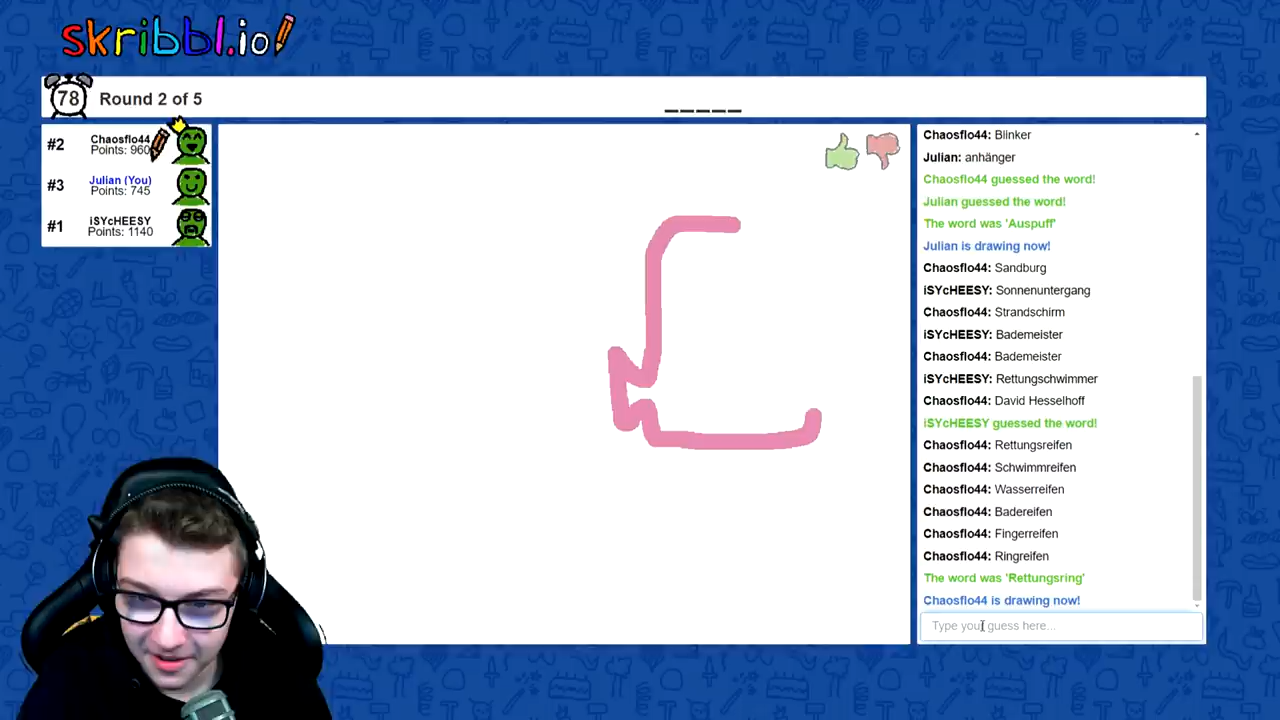 skribbl.io
78
Round 2 of 5
_____
#2
Chaosflo44
Points: 960
#3
Julian (You)
Points: 745
#1
iSYcHEESY
Points: 1140
Chaosflo44: Blinker
Julian: anhänger
Chaosflo44 guessed the word!
Julian guessed the word!
The word was 'Auspuff'
Julian is drawing now!
Chaosflo44: Sandburg
iSYcHEESY: Sonnenuntergang
Chaosflo44: Strandschirm
iSYcHEESY: Bademeister
Chaosflo44: Bademeister
iSYcHEESY: Rettungschwimmer
Chaosflo44: David Hesselhoff
iSYcHEESY guessed the word!
Chaosflo44: Rettungsreifen
Chaosflo44: Schwimmreifen
Chaosflo44: Wasserreifen
Chaosflo44: Badereifen
Chaosflo44: Fingerreifen
Chaosflo44: Ringreifen
The word was 'Rettungsring'
Chaosflo44 is drawing now!
Type your guess here...